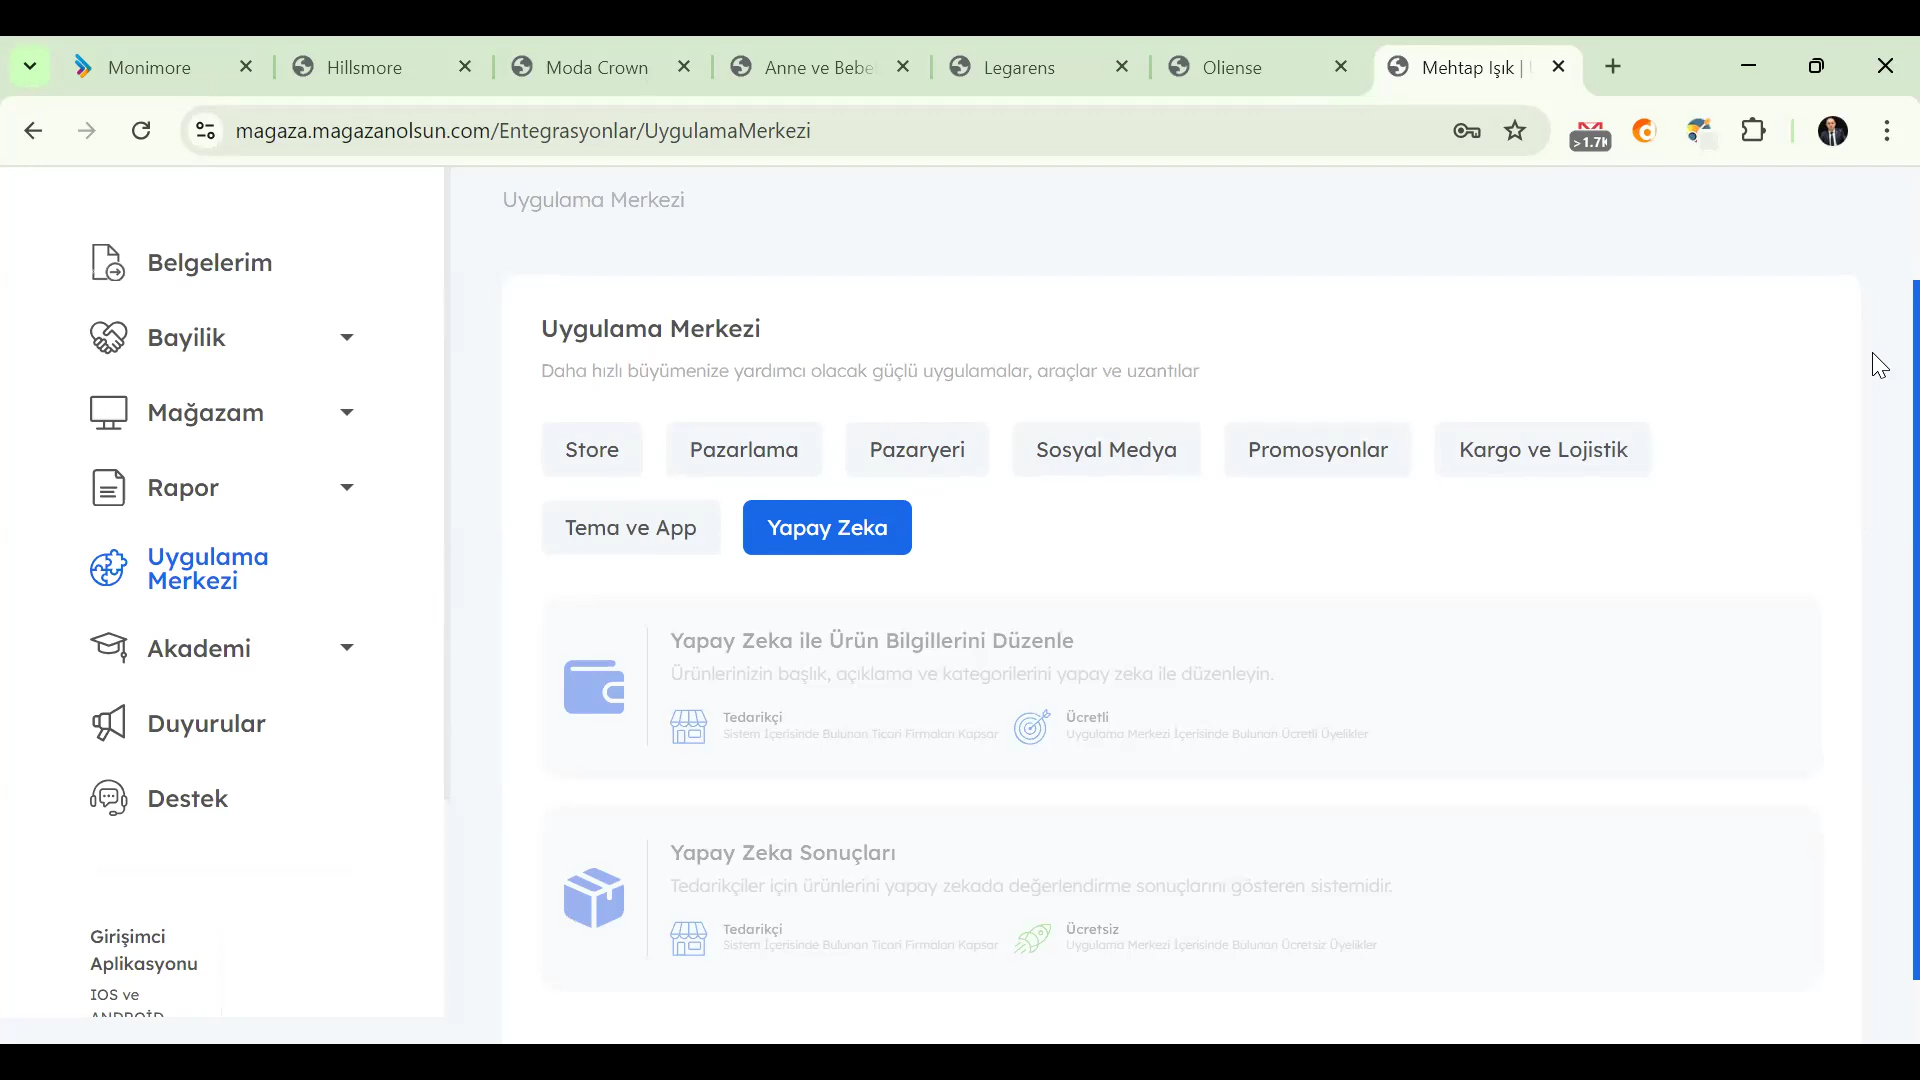 Monimore
Hillsmore
Moda Crown
Anne ve Bebe
Legarens
Oliense
Mehtap Işık |
magaza.magazanolsun.com/Entegrasyonlar/UygulamaMerkezi
>1.7K
Belgelerim
Bayilik
Mağazam
Rapor
Uygulama
Merkezi
Akademi
Duyurular
Destek
Girişimci
Aplikasyonu
IOS ve
ANDROİD
Uygulama Merkezi
Uygulama Merkezi
Daha hızlı büyümenize yardımcı olacak güçlü uygulamalar, araçlar ve uzantılar
Store
Pazarlama
Pazaryeri
Sosyal Medya
Promosyonlar
Kargo ve Lojistik
Tema ve App
Yapay Zeka
Yapay Zeka ile Ürün Bilgillerini Düzenle
Ürünlerinizin başlık, açıklama ve kategorilerini yapay zeka ile düzenleyin.
Tedarikçi
Sistem İçerisinde Bulunan Ticari Firmaları Kapsar
Ücretli
Uygulama Merkezi İçerisinde Bulunan Ücretli Üyelikler
Yapay Zeka Sonuçları
Tedarikçiler için ürünlerini yapay zekada değerlendirme sonuçlarını gösteren sistemidir.
Tedarikçi
Sistem İçerisinde Bulunan Ticari Firmaları Kapsar
Ücretsiz
Uygulama Merkezi İçerisinde Bulunan Ücretsiz Üyelikler